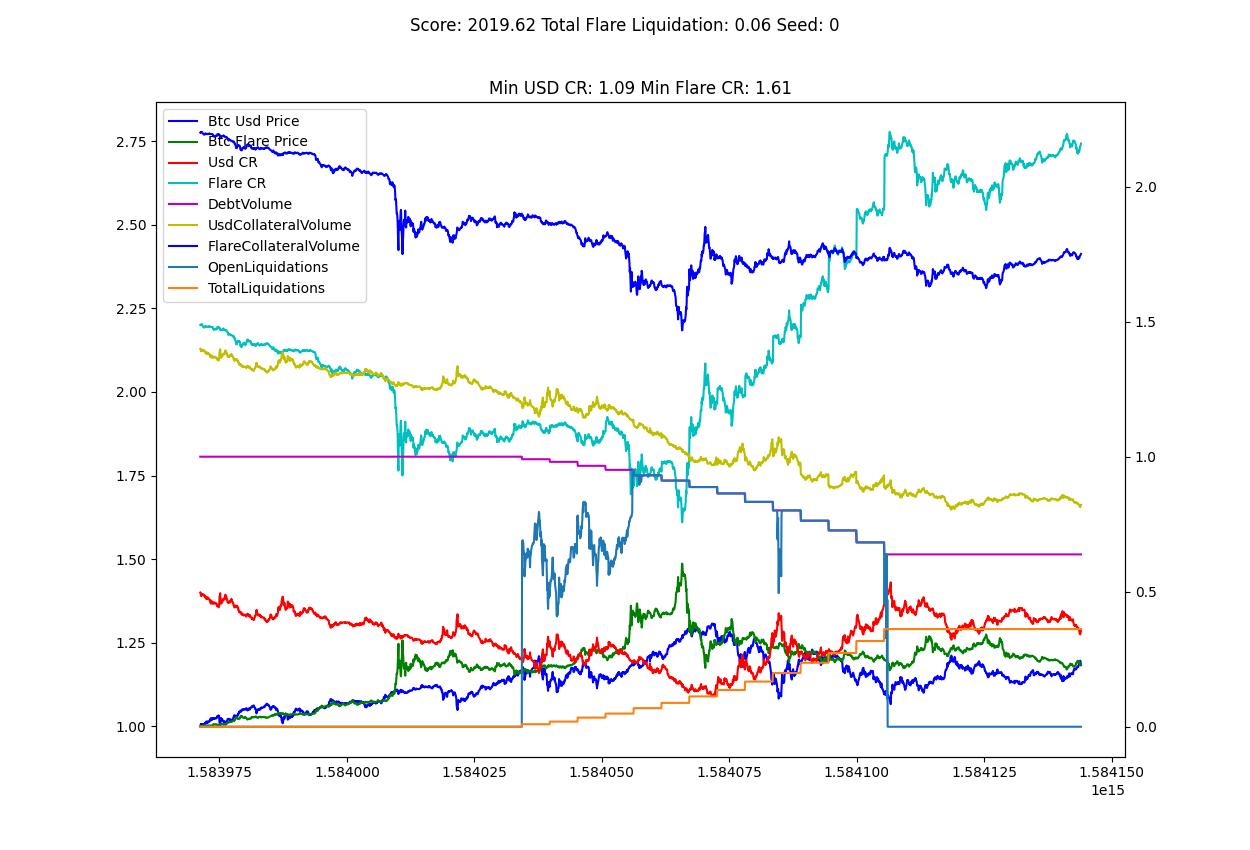 Score: 2019.62 Total Flare Liquidation: 0.06 Seed: 0
Min USD CR: 1.09 Min Flare CR: 1.61
Btc Usd Price
Btc Flare Price
Usd CR
Flare CR
DebtVolume
UsdCollateralVolume
FlareCollateralVolume
OpenLiquidations
TotalLiquidations
2.75
2.50
2.25
2.00
1.75
1.50
1.25
1.00
2.0
1.5
1.0
0.5
0.0
1.583975 1.584000 1.584025 1.584050 1.584075 1.584100 1.584125 1.584150
1e15